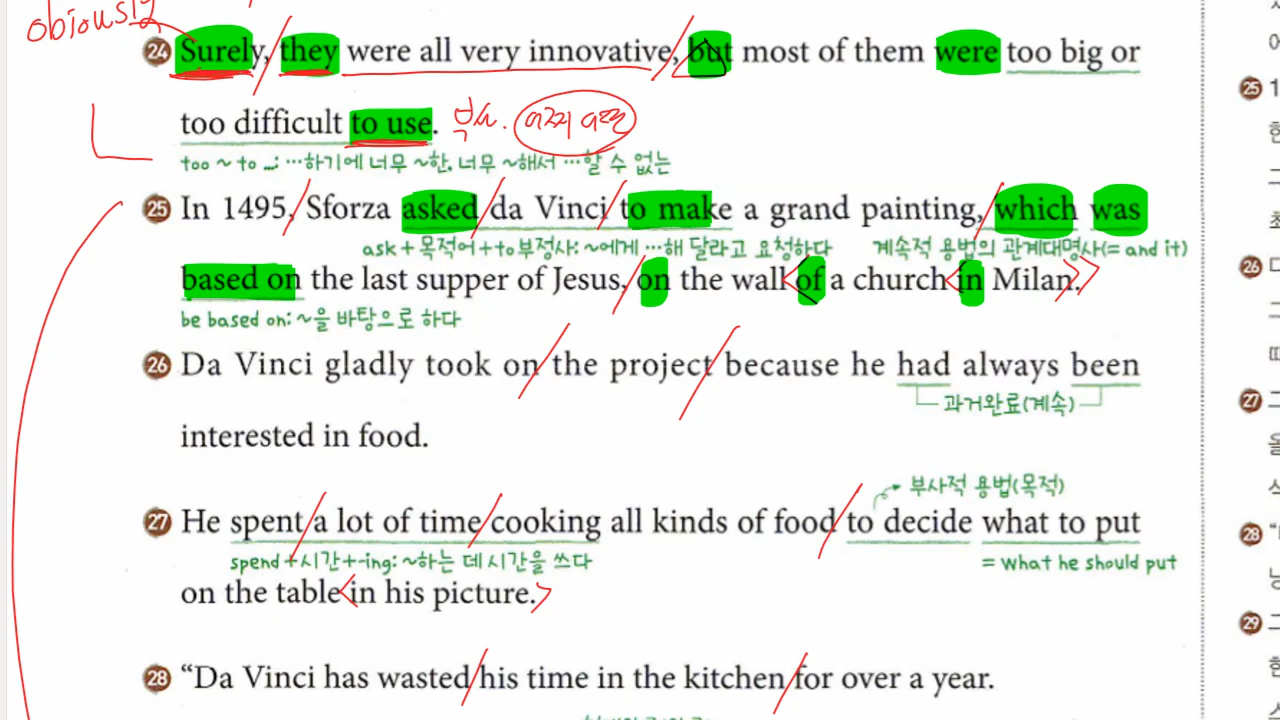 obiously
24 Surely, they were all very innovative, but most of them were too big or
too difficult to use. 부사.
too ~ to ...: …하기에 너무 ~한, 너무 ~해서 …할 수 없는
25 In 1495, Sforza asked da Vinci to make a grand painting, which was
ask + 목적어 + to부정사: ~에게 …해 달라고 요청하다 계속적 용법의 관계대명사(= and it)
based on the last supper of Jesus, on the wall of a church in Milan.
be based on: ~을 바탕으로 하다
26 Da Vinci gladly took on the project because he had always been
과거완료(계속)
interested in food.
부사적 용법(목적)
27 He spent a lot of time cooking all kinds of food to decide what to put
spend+시간+-ing: ~하는 데 시간을 쓰다 = what he should put
on the table in his picture.
28 “Da Vinci has wasted his time in the kitchen for over a year.
25
26
27
28
29